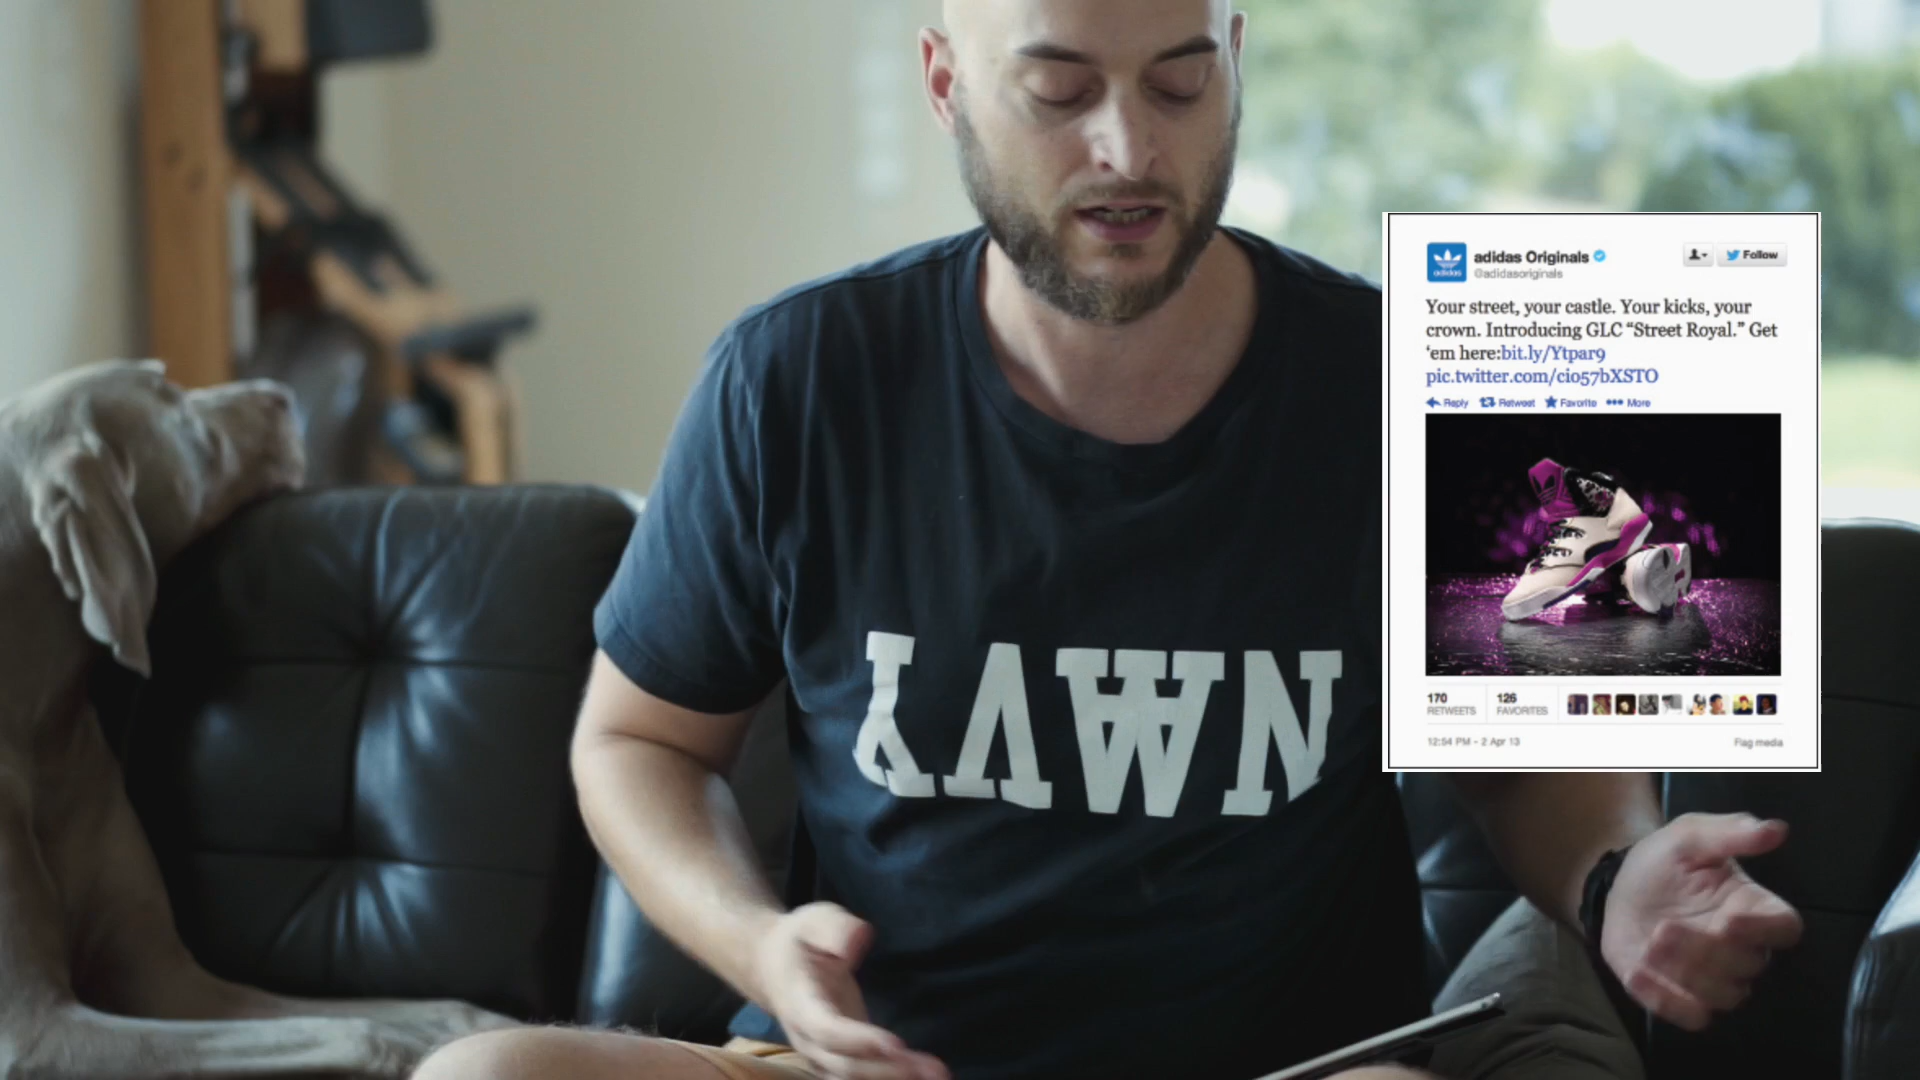 YAWN
adidas Originals
@adidasoriginals
Follow
Your street, your castle. Your kicks, your
crown. Introducing GLC “Street Royal.” Get
‘em here:bit.ly/Ytpar9
pic.twitter.com/cio57bXSTO
Reply Retweet Favorite More
170 RETWEETS
126 FAVORITES
12:54 PM - 2 Apr 13
Flag media